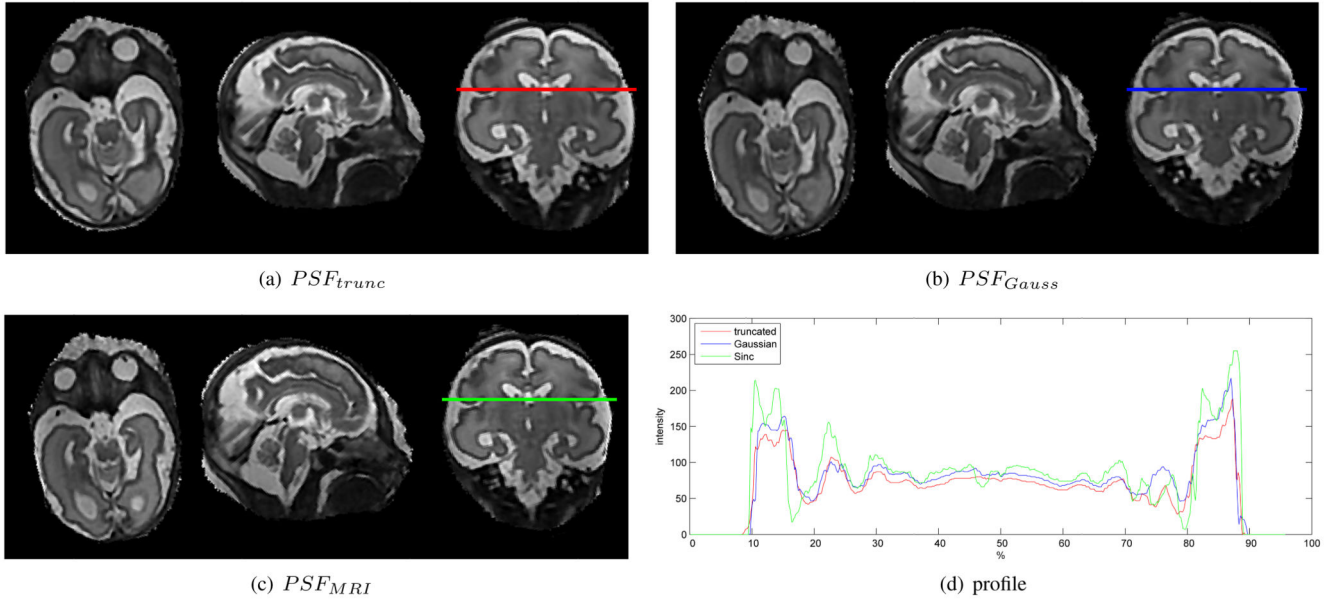 (a) PSF_trunc
(b) PSF_Gauss
300
250
200
150
100
50
0
intensity
truncated
Gaussian
Sinc
0 10 20 30 40 50 60 70 80 90 100
%
(c) PSF_MRI
(d) profile